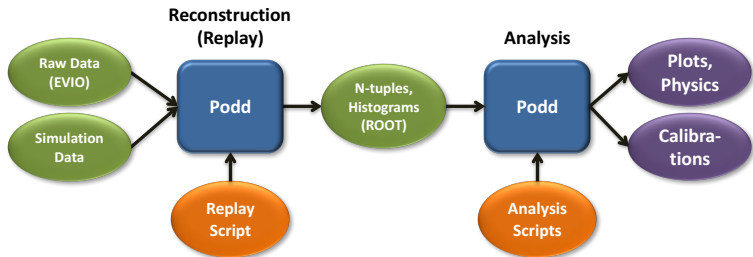 Reconstruction
(Replay)
Analysis
Raw Data
(EVIO)
Simulation
Data
Podd
N-tuples,
Histograms
(ROOT)
Podd
Plots,
Physics
Calibra-
tions
Replay
Script
Analysis
Scripts